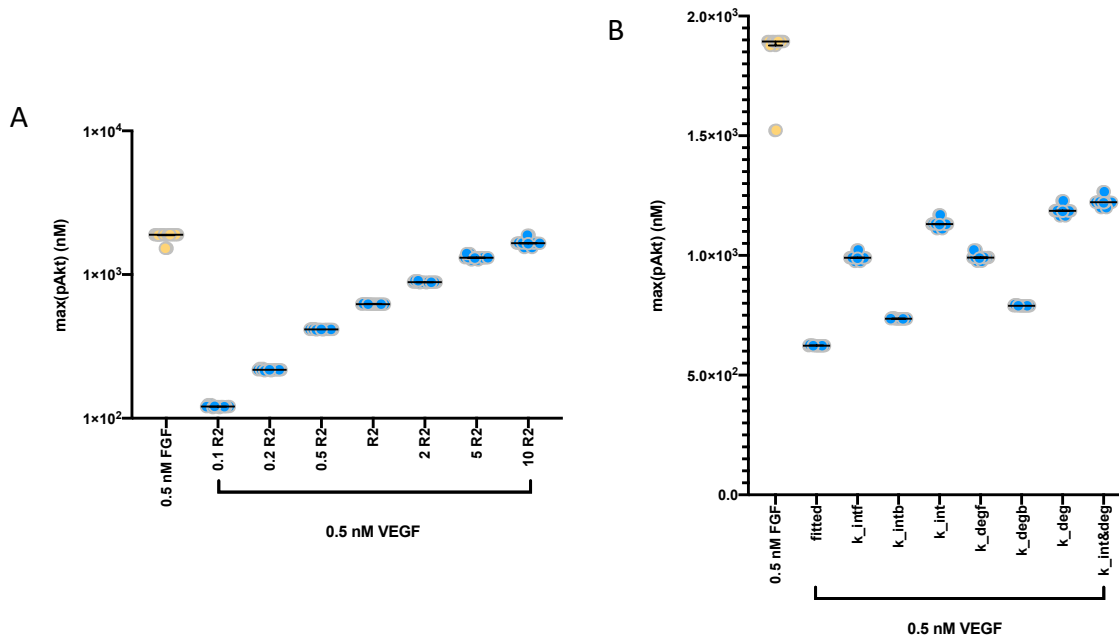 A
max(pAkt) (nM)
1×10⁴
1×10³
1×10²
0.5 nM FGF
0.1 R2
0.2 R2
0.5 R2
R2
2 R2
5 R2
10 R2
0.5 nM VEGF
B
max(pAkt) (nM)
2.0×10³
1.5×10³
1.0×10³
5.0×10²
0.0
0.5 nM FGF
fitted
k_intf
k_intb
k_int
k_degf
k_degb
k_deg
k_int&deg
0.5 nM VEGF